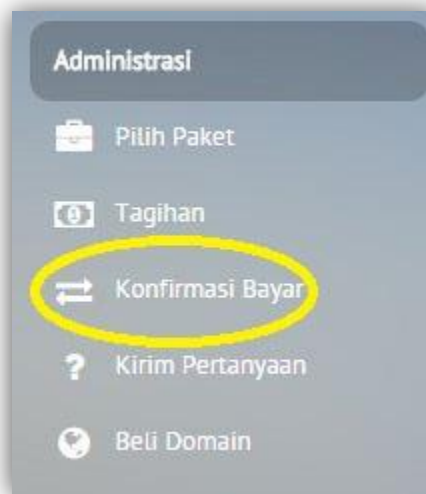 Administrasi
Pilih Paket
Tagihan
Konfirmasi Bayar
? Kirim Pertanyaan
Beli Domain